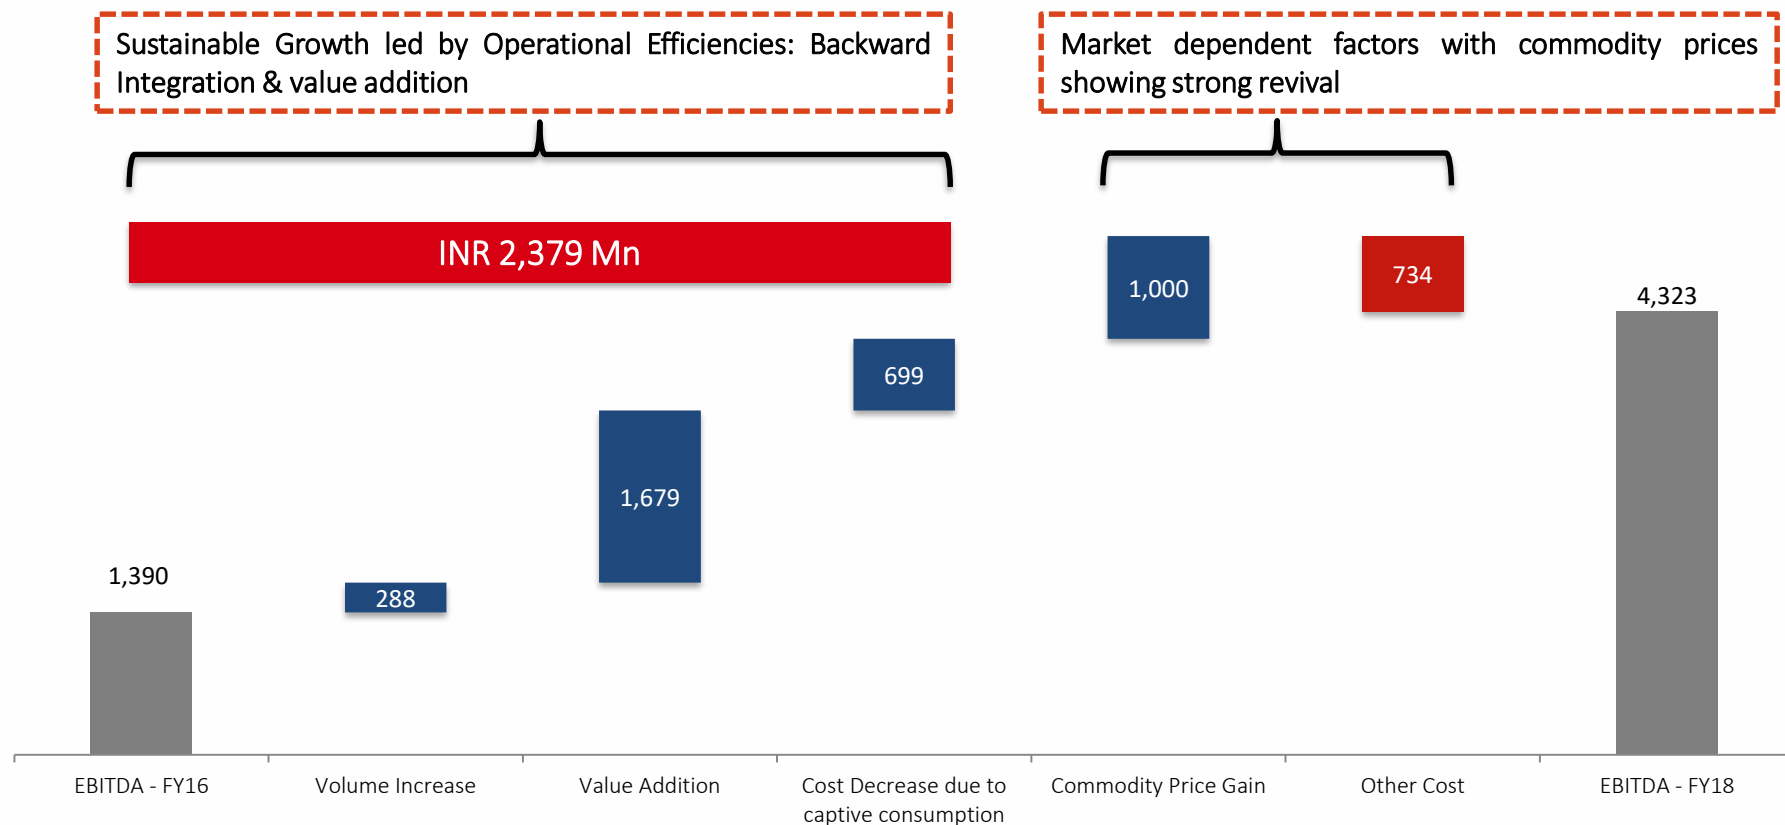 Sustainable Growth led by Operational Efficiencies: Backward
Integration & value addition
Market dependent factors with commodity prices
showing strong revival
INR 2,379 Mn
1,390
288
1,679
699
1,000
734
4,323
EBITDA - FY16
Volume Increase
Value Addition
Cost Decrease due to
captive consumption
Commodity Price Gain
Other Cost
EBITDA - FY18